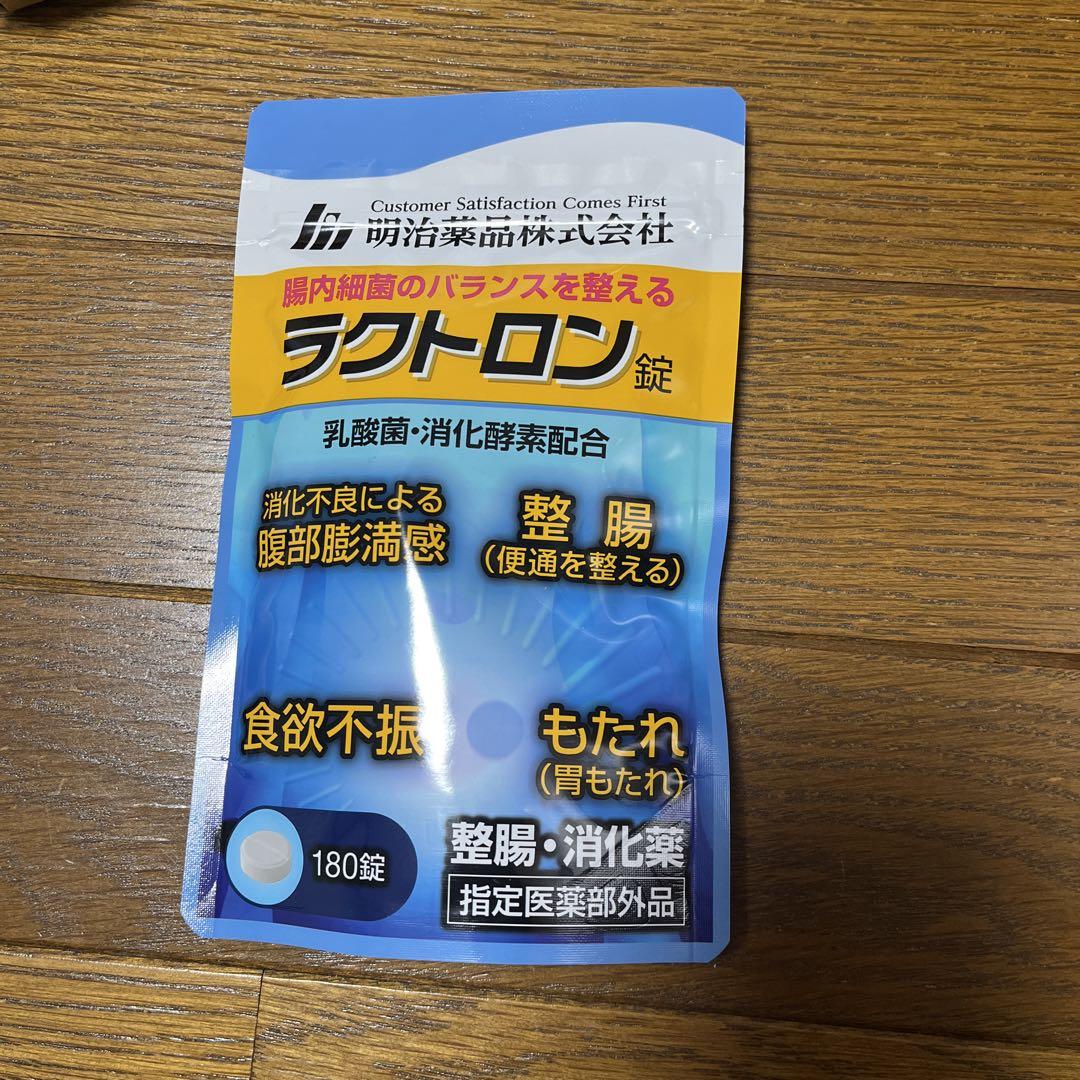 Customer Satisfaction Comes First
明治薬品株式会社
腸内細菌のバランスを整える
ラクトロン錠
乳酸菌・消化酵素配合
消化不良による
腹部膨満感
整腸
(便通を整える)
食欲不振
もたれ
(胃もたれ)
180錠
整腸・消化薬
指定医薬部外品